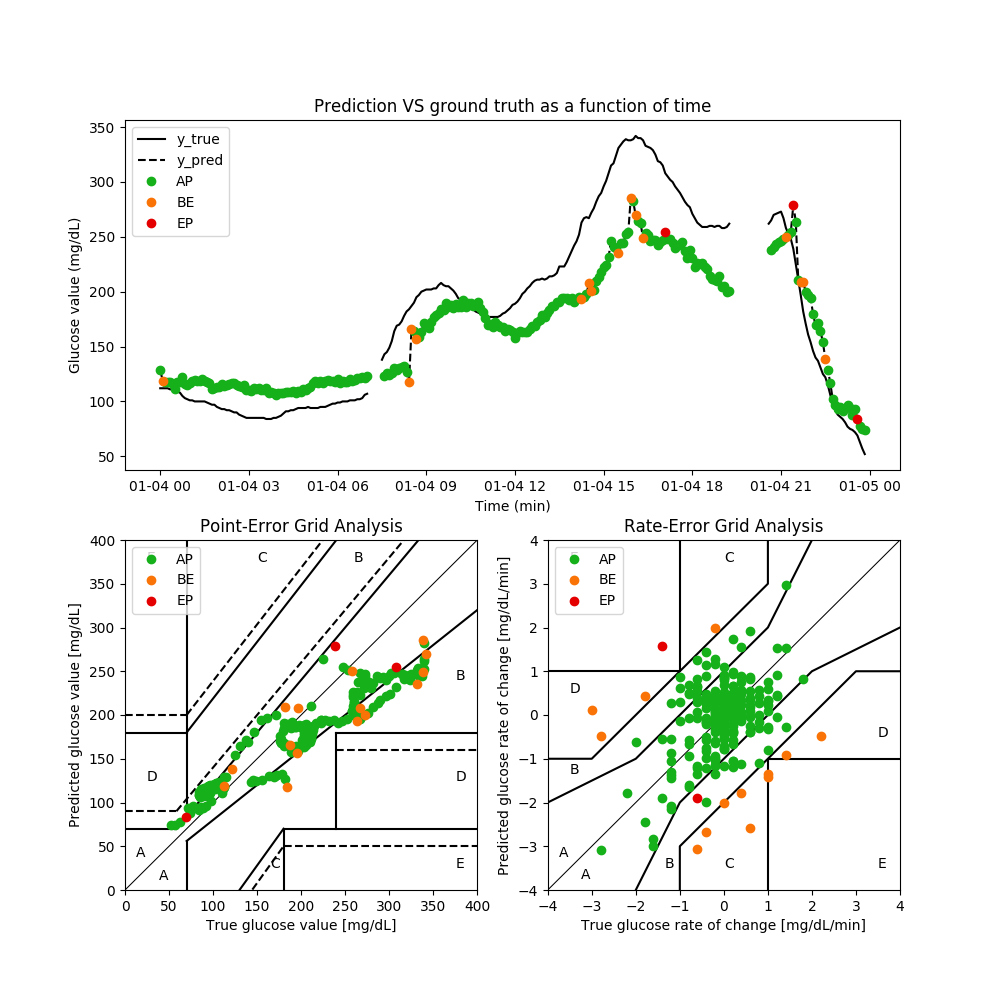 Prediction VS ground truth as a function of time
Glucose value (mg/dL)
350
300
250
200
150
100
50
y_true
y_pred
AP
BE
EP
01-04 00 01-04 03 01-04 06 01-04 09 01-04 12 01-04 15 01-04 18 01-04 21 01-05 00
Time (min)
Point-Error Grid Analysis
Predicted glucose value [mg/dL]
400
350
300
250
200
150
100
50
0
AP
BE
EP
C
B
B
D
D
A
A
C
E
0 50 100 150 200 250 300 350 400
True glucose value [mg/dL]
Rate-Error Grid Analysis
Predicted glucose rate of change [mg/dL/min]
4
3
2
1
0
−1
−2
−3
−4
AP
BE
EP
C
D
D
B
A
A
B
C
E
−4 −3 −2 −1 0 1 2 3 4
True glucose rate of change [mg/dL/min]